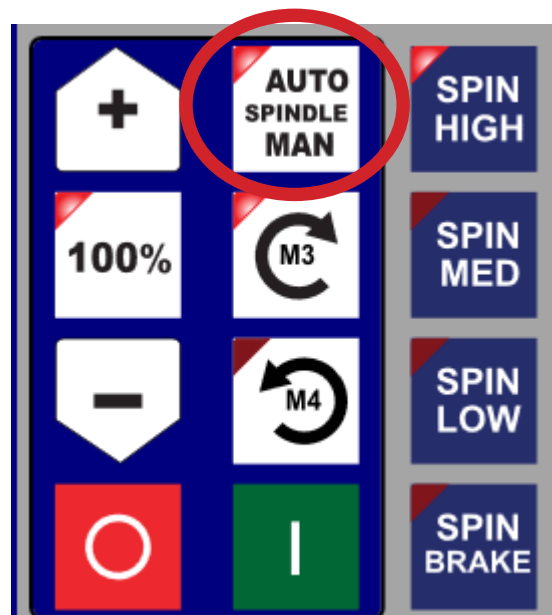 +
AUTO
SPINDLE
MAN
SPIN
HIGH
100%
M3
SPIN
MED
-
M4
SPIN
LOW
O
I
SPIN
BRAKE